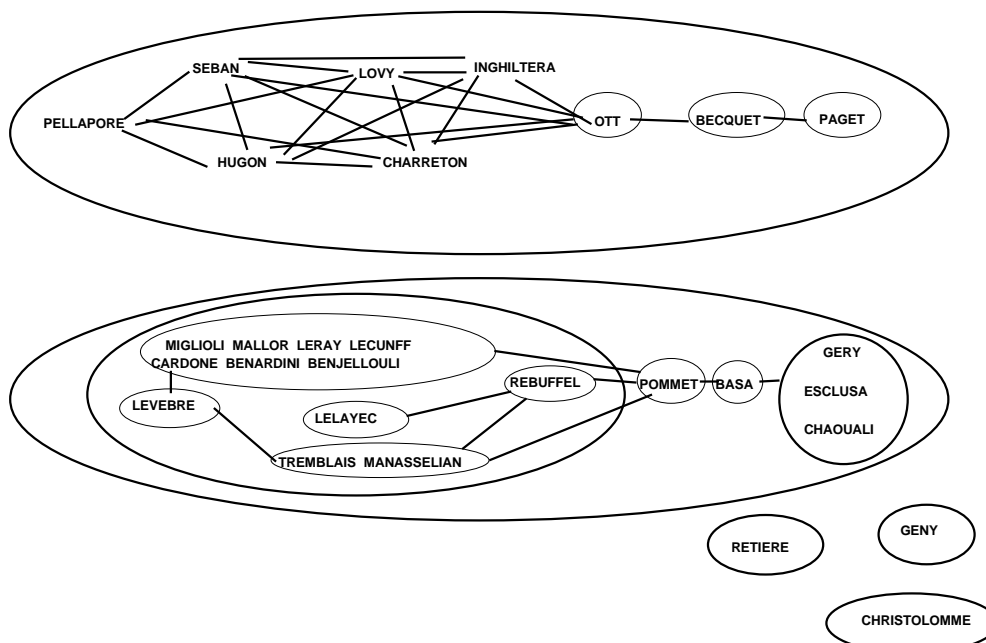 SEBAN
LOVY
INGHILTERA
PELLAPORE
OTT
BECQUET
PAGET
HUGON
CHARRETON
MIGLIOLI MALLOR LERAY LECUNFF
CARDONE BENARDINI BENJELLOULI
GERY
REBUFFEL
POMMET
BASA
ESCLUSA
LEVEBRE
LELAYEC
CHAOUALI
TREMBLAIS MANASSELIAN
GENY
RETIERE
CHRISTOLOMME